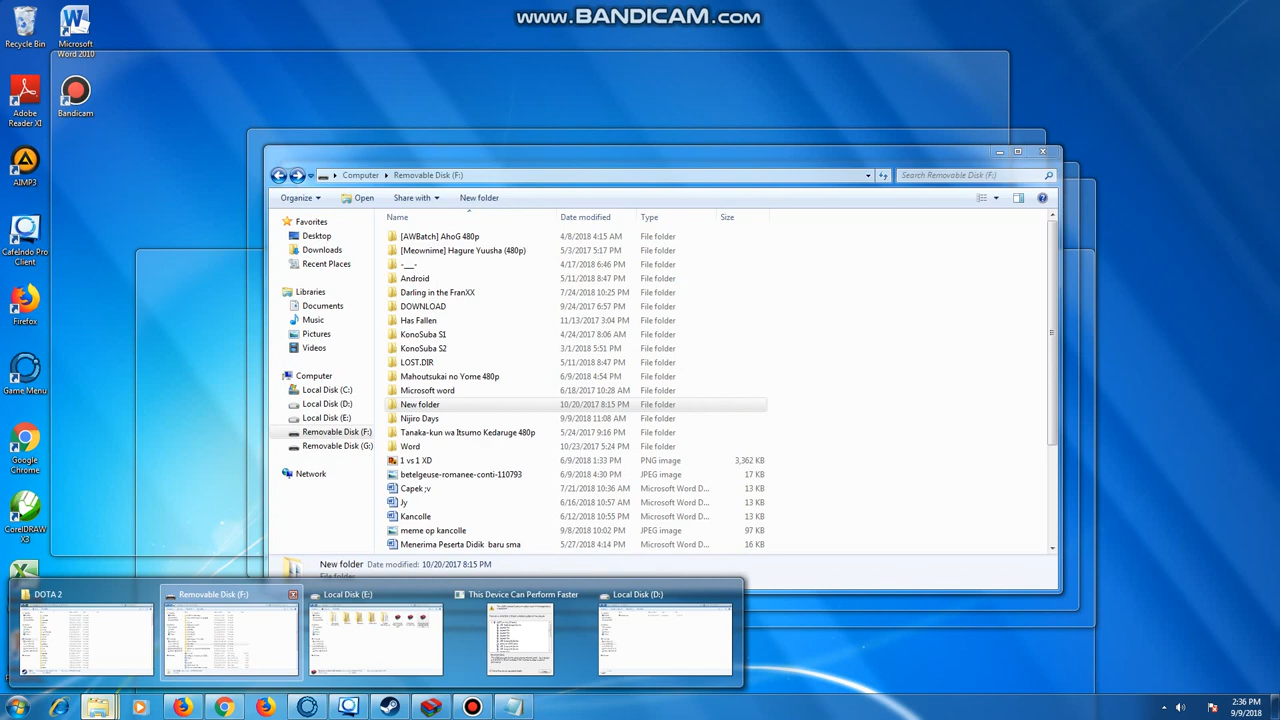 www.BANDICAM.com
Recycle Bin
Microsoft
Word 2010
Adobe
Reader XI
Bandicam
AIMP3
CafeIndo Pro
Client
Firefox
Game Menu
Google
Chrome
CorelDRAW
X3
Computer
Removable Disk (F:)
Search Removable Disk (F:)
Organize
Open
Share with
New folder
Favorites
Desktop
Downloads
Recent Places
Libraries
Documents
Music
Pictures
Videos
Computer
Local Disk (C:)
Local Disk (D:)
Local Disk (E:)
Removable Disk (F:)
Removable Disk (G:)
Network
Name Date modified Type Size
[AWBatch] AhoG 480p 4/8/2018 4:15 AM File folder
[Meownime] Hagure Yuusha (480p) 5/3/2017 5:17 PM File folder
-___- 4/17/2018 6:46 PM File folder
Android 5/11/2018 8:47 PM File folder
Darling in the FranXX 7/24/2018 10:25 PM File folder
DOWNLOAD 9/24/2017 6:57 PM File folder
Has Fallen 11/13/2017 3:04 PM File folder
KonoSuba S1 4/24/2017 8:06 AM File folder
KonoSuba S2 3/1/2018 5:51 PM File folder
LOST.DIR 5/11/2018 8:47 PM File folder
Mahoutsukai no Yome 480p 6/9/2018 4:54 PM File folder
Microsoft word 6/18/2017 10:28 AM File folder
New folder 10/20/2017 8:15 PM File folder
Nijiro Days 9/9/2018 11:08 AM File folder
Tanaka-kun wa Itsumo Kedaruge 480p 5/24/2017 9:16 PM File folder
Word 10/23/2017 5:24 PM File folder
1 vs 1 XD 6/9/2018 1:33 PM PNG image 3,362 KB
betelgeuse-romanee-conti-110793 6/9/2018 4:30 PM JPEG image 17 KB
Capek ;v 7/21/2018 10:36 AM Microsoft Word D... 13 KB
Jy 6/16/2018 10:57 AM Microsoft Word D... 13 KB
Kancolle 6/12/2018 10:55 PM Microsoft Word D... 13 KB
meme op kancolle 9/8/2018 10:02 PM JPEG image 97 KB
Menerima Peserta Didik baru sma 5/27/2018 4:14 PM Microsoft Word D... 16 KB
New folder Date modified: 10/20/2017 8:15 PM
File folder
DOTA 2
Removable Disk (F:)
Local Disk (E:)
This Device Can Perform Faster
Local Disk (D:)
2:36 PM
9/9/2018